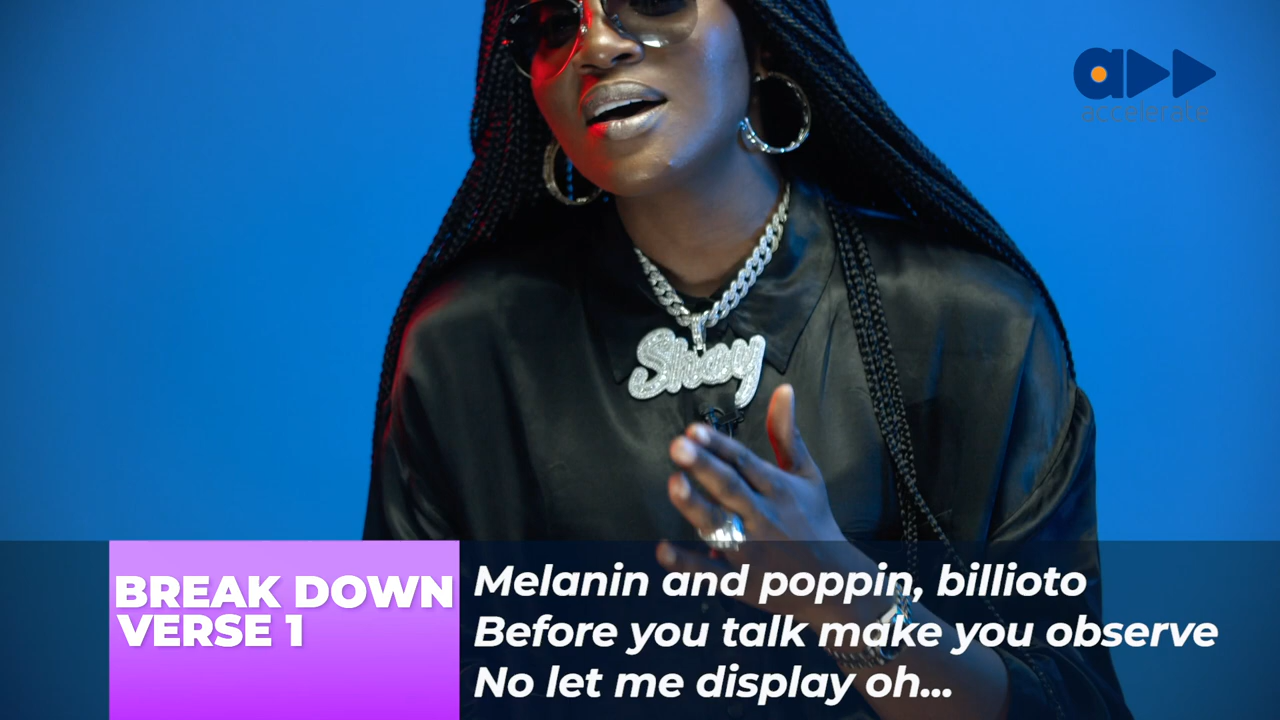 accelerate
Shay
BREAK DOWN
VERSE 1
Melanin and poppin, billioto
Before you talk make you observe
No let me display oh...